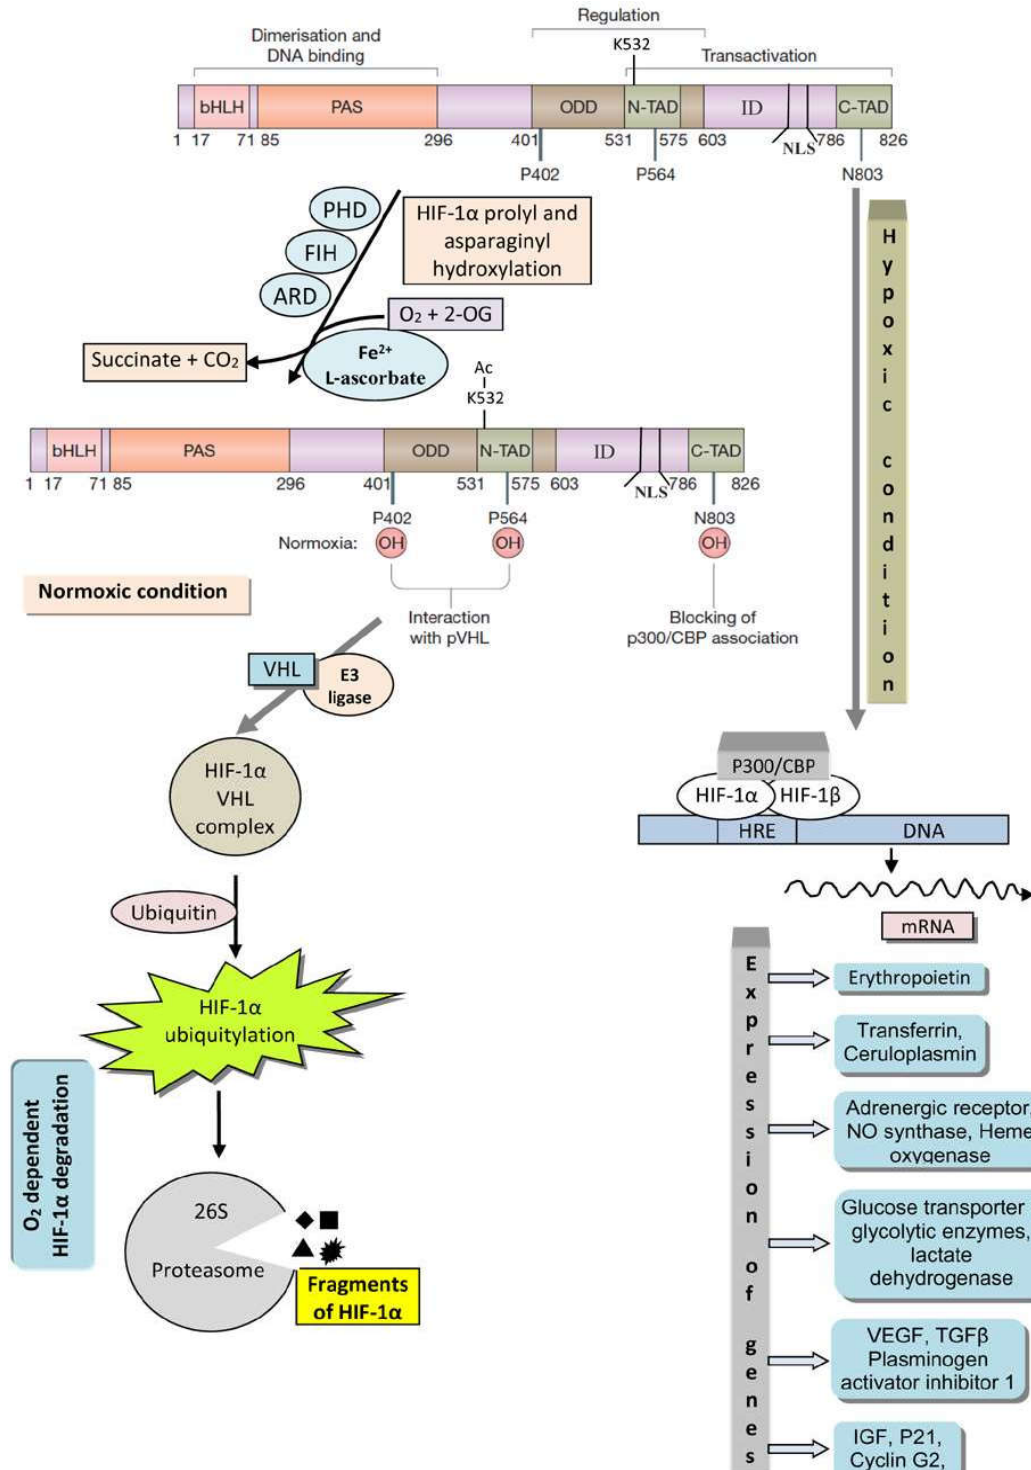 Regulation
Dimerisation and
DNA binding
K532
Transactivation
bHLH PAS ODD N-TAD ID C-TAD
1 17 71 85 296 401 531 575 603 NLS 786 826
P402 P564 N803
PHD
FIH
ARD
HIF-1α prolyl and
asparaginyl
hydroxylation
O₂ + 2-OG
Succinate + CO₂
Fe²⁺
L-ascorbate
Ac
K532
bHLH PAS ODD N-TAD ID C-TAD
1 17 71 85 296 401 531 575 603 NLS 786 826
P402 P564 N803
Normoxia: OH OH OH
Normoxic condition
Interaction
with pVHL
Blocking of
p300/CBP association
Hypoxic condition
VHL
E3
ligase
HIF-1α
VHL
complex
Ubiquitin
HIF-1α
ubiquitylation
O₂ dependent
HIF-1α degradation
26S
Proteasome
Fragments
of HIF-1α
P300/CBP
HIF-1α HIF-1β
HRE DNA
mRNA
Expression of genes
Erythropoietin
Transferrin,
Ceruloplasmin
Adrenergic receptor,
NO synthase, Heme
oxygenase
Glucose transporter
glycolytic enzymes,
lactate
dehydrogenase
VEGF, TGFβ
Plasminogen
activator inhibitor 1
IGF, P21,
Cyclin G2,